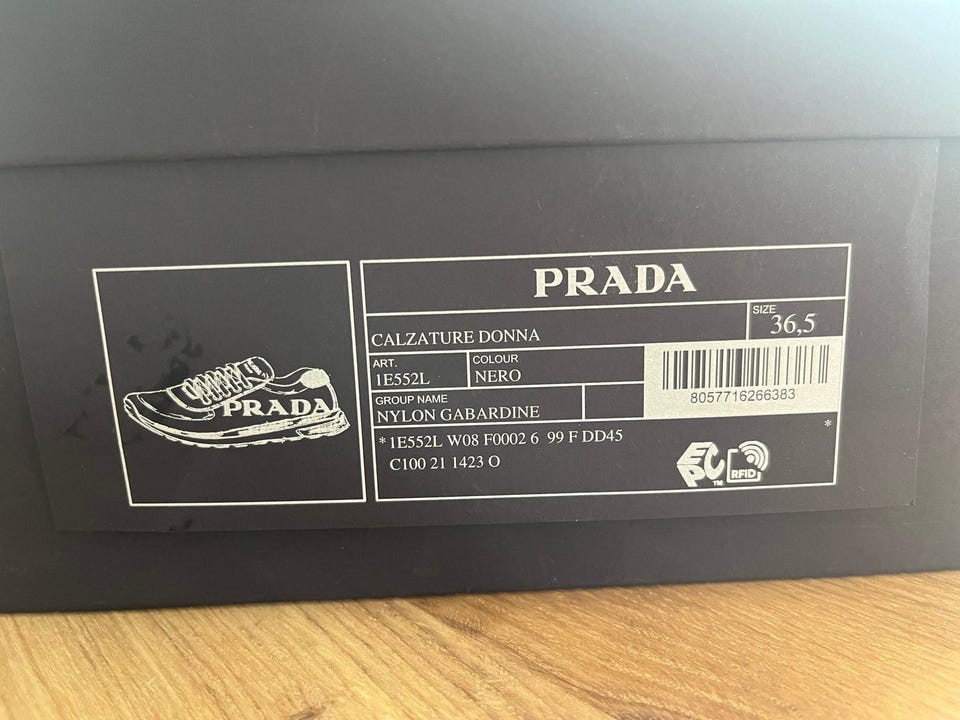 PRADA
PRADA
CALZATURE DONNA
SIZE
36,5
ART.
1E552L
COLOUR
NERO
GROUP NAME
NYLON GABARDINE
8057716266383
*1E552L W08 F0002 6 99 F DD45
C100 21 1423 O
*
EPC™
RFID